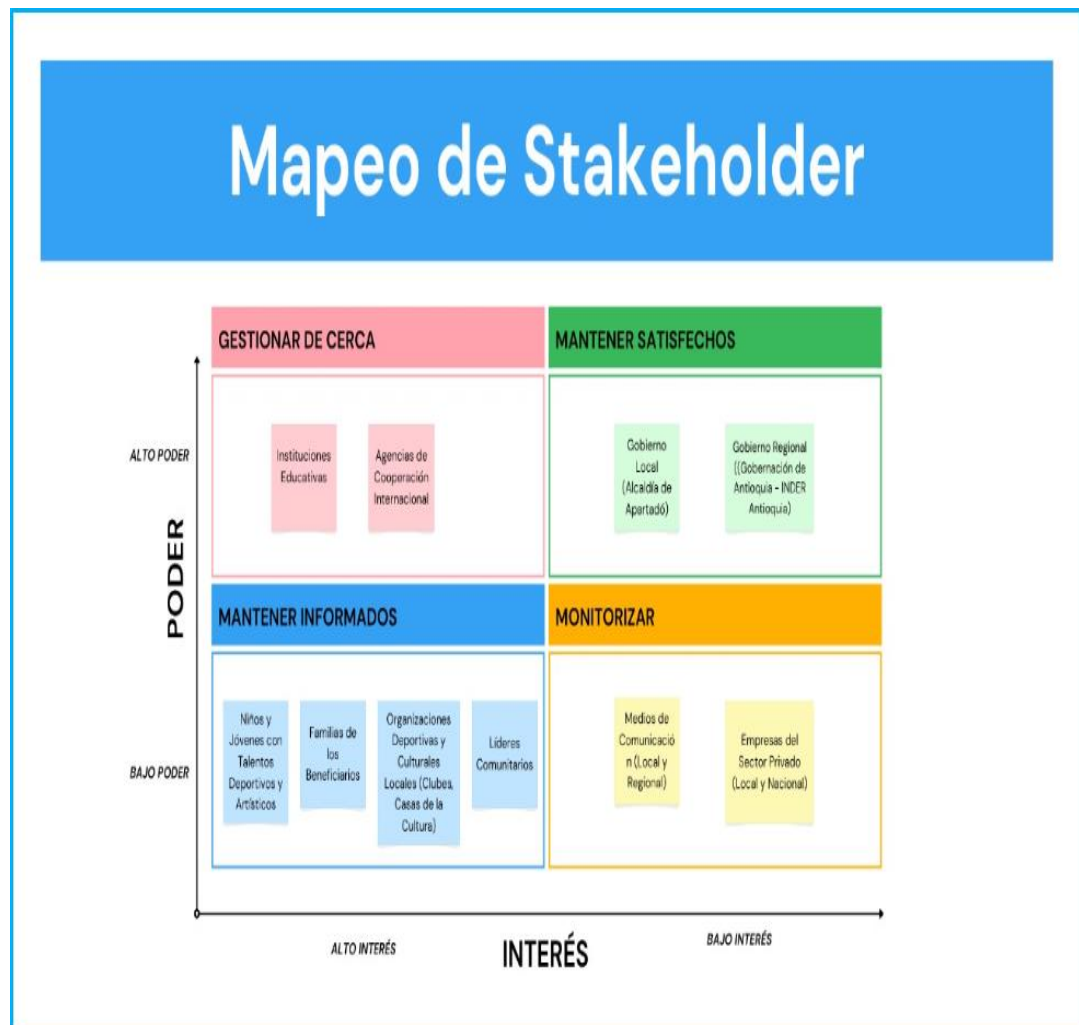 Mapeo de Stakeholder
GESTIONAR DE CERCA
MANTENER SATISFECHOS
ALTO PODER
Instituciones
Educativas
Agencias de
Cooperación
Internacional
Gobierno
Local
(Alcaldía de
Apartadó)
Gobierno Regional
((Gobernación de
Antioquia - INDER
Antioquia)
PODER
MANTENER INFORMADOS
MONITORIZAR
BAJO PODER
Niños y
Jóvenes con
Talentos
Deportivos y
Artísticos
Familias de
los
Beneficiarios
Organizaciones
Deportivas y
Culturales
Locales (Clubes,
Casas de la
Cultura)
Líderes
Comunitarios
Medios de
Comunicació
n (Local y
Regional)
Empresas del
Sector Privado
(Local y Nacional)
ALTO INTERÉS
INTERÉS
BAJO INTERÉS